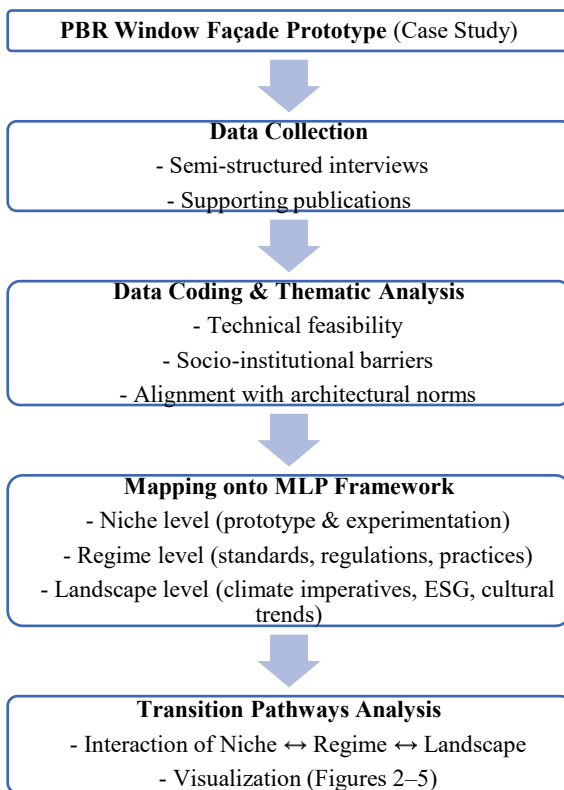 PBR Window Façade Prototype (Case Study)
Data Collection
- Semi-structured interviews
- Supporting publications
Data Coding & Thematic Analysis
- Technical feasibility
- Socio-institutional barriers
- Alignment with architectural norms
Mapping onto MLP Framework
- Niche level (prototype & experimentation)
- Regime level (standards, regulations, practices)
- Landscape level (climate imperatives, ESG, cultural
trends)
Transition Pathways Analysis
- Interaction of Niche ↔ Regime ↔ Landscape
- Visualization (Figures 2–5)